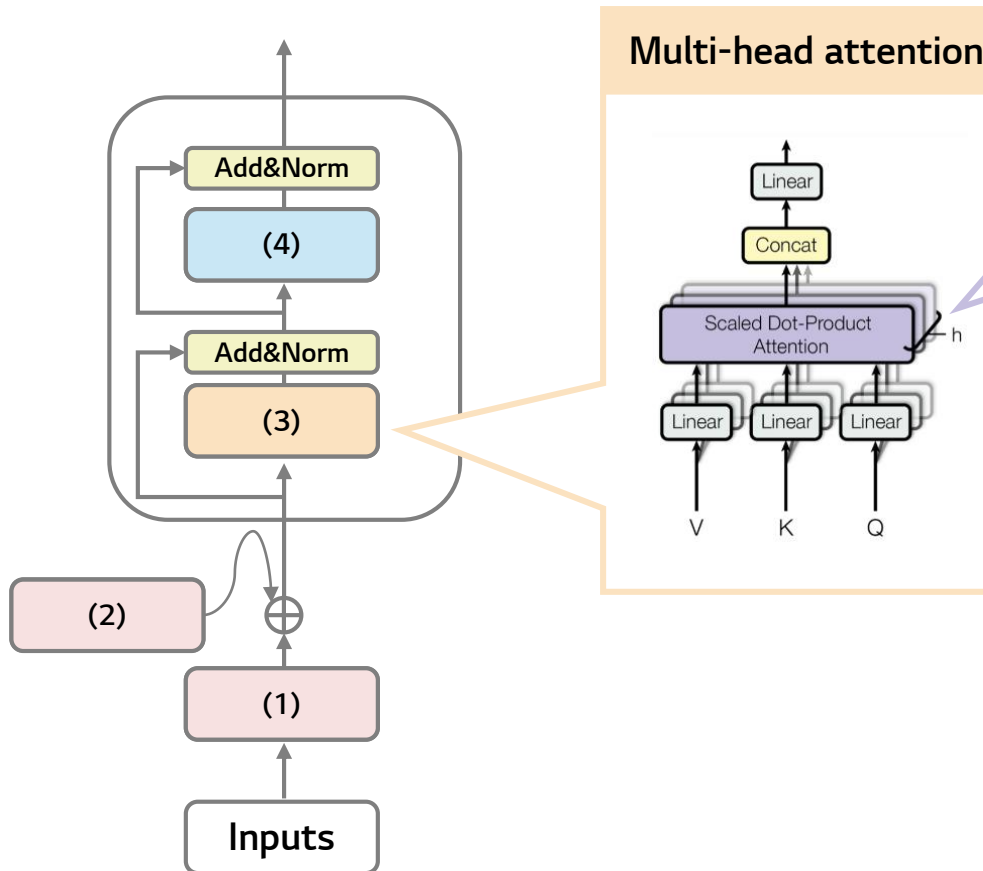 Multi-head attention
Add&Norm
(4)
Add&Norm
(3)
(2)
(1)
Inputs
Linear
Concat
Scaled Dot-Product
Attention
h
Linear Linear Linear
V K Q